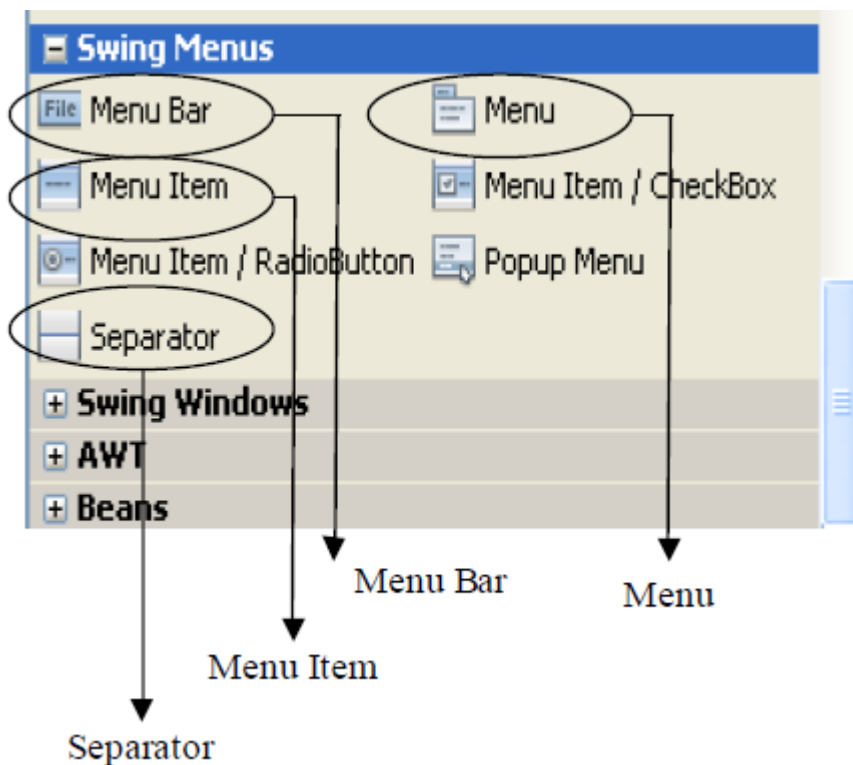 Swing Menus
File Menu Bar
Menu
Menu Item
Menu Item / CheckBox
Menu Item / RadioButton
Popup Menu
Separator
Swing Windows
AWT
Beans
Menu Bar
Menu
Menu Item
Separator